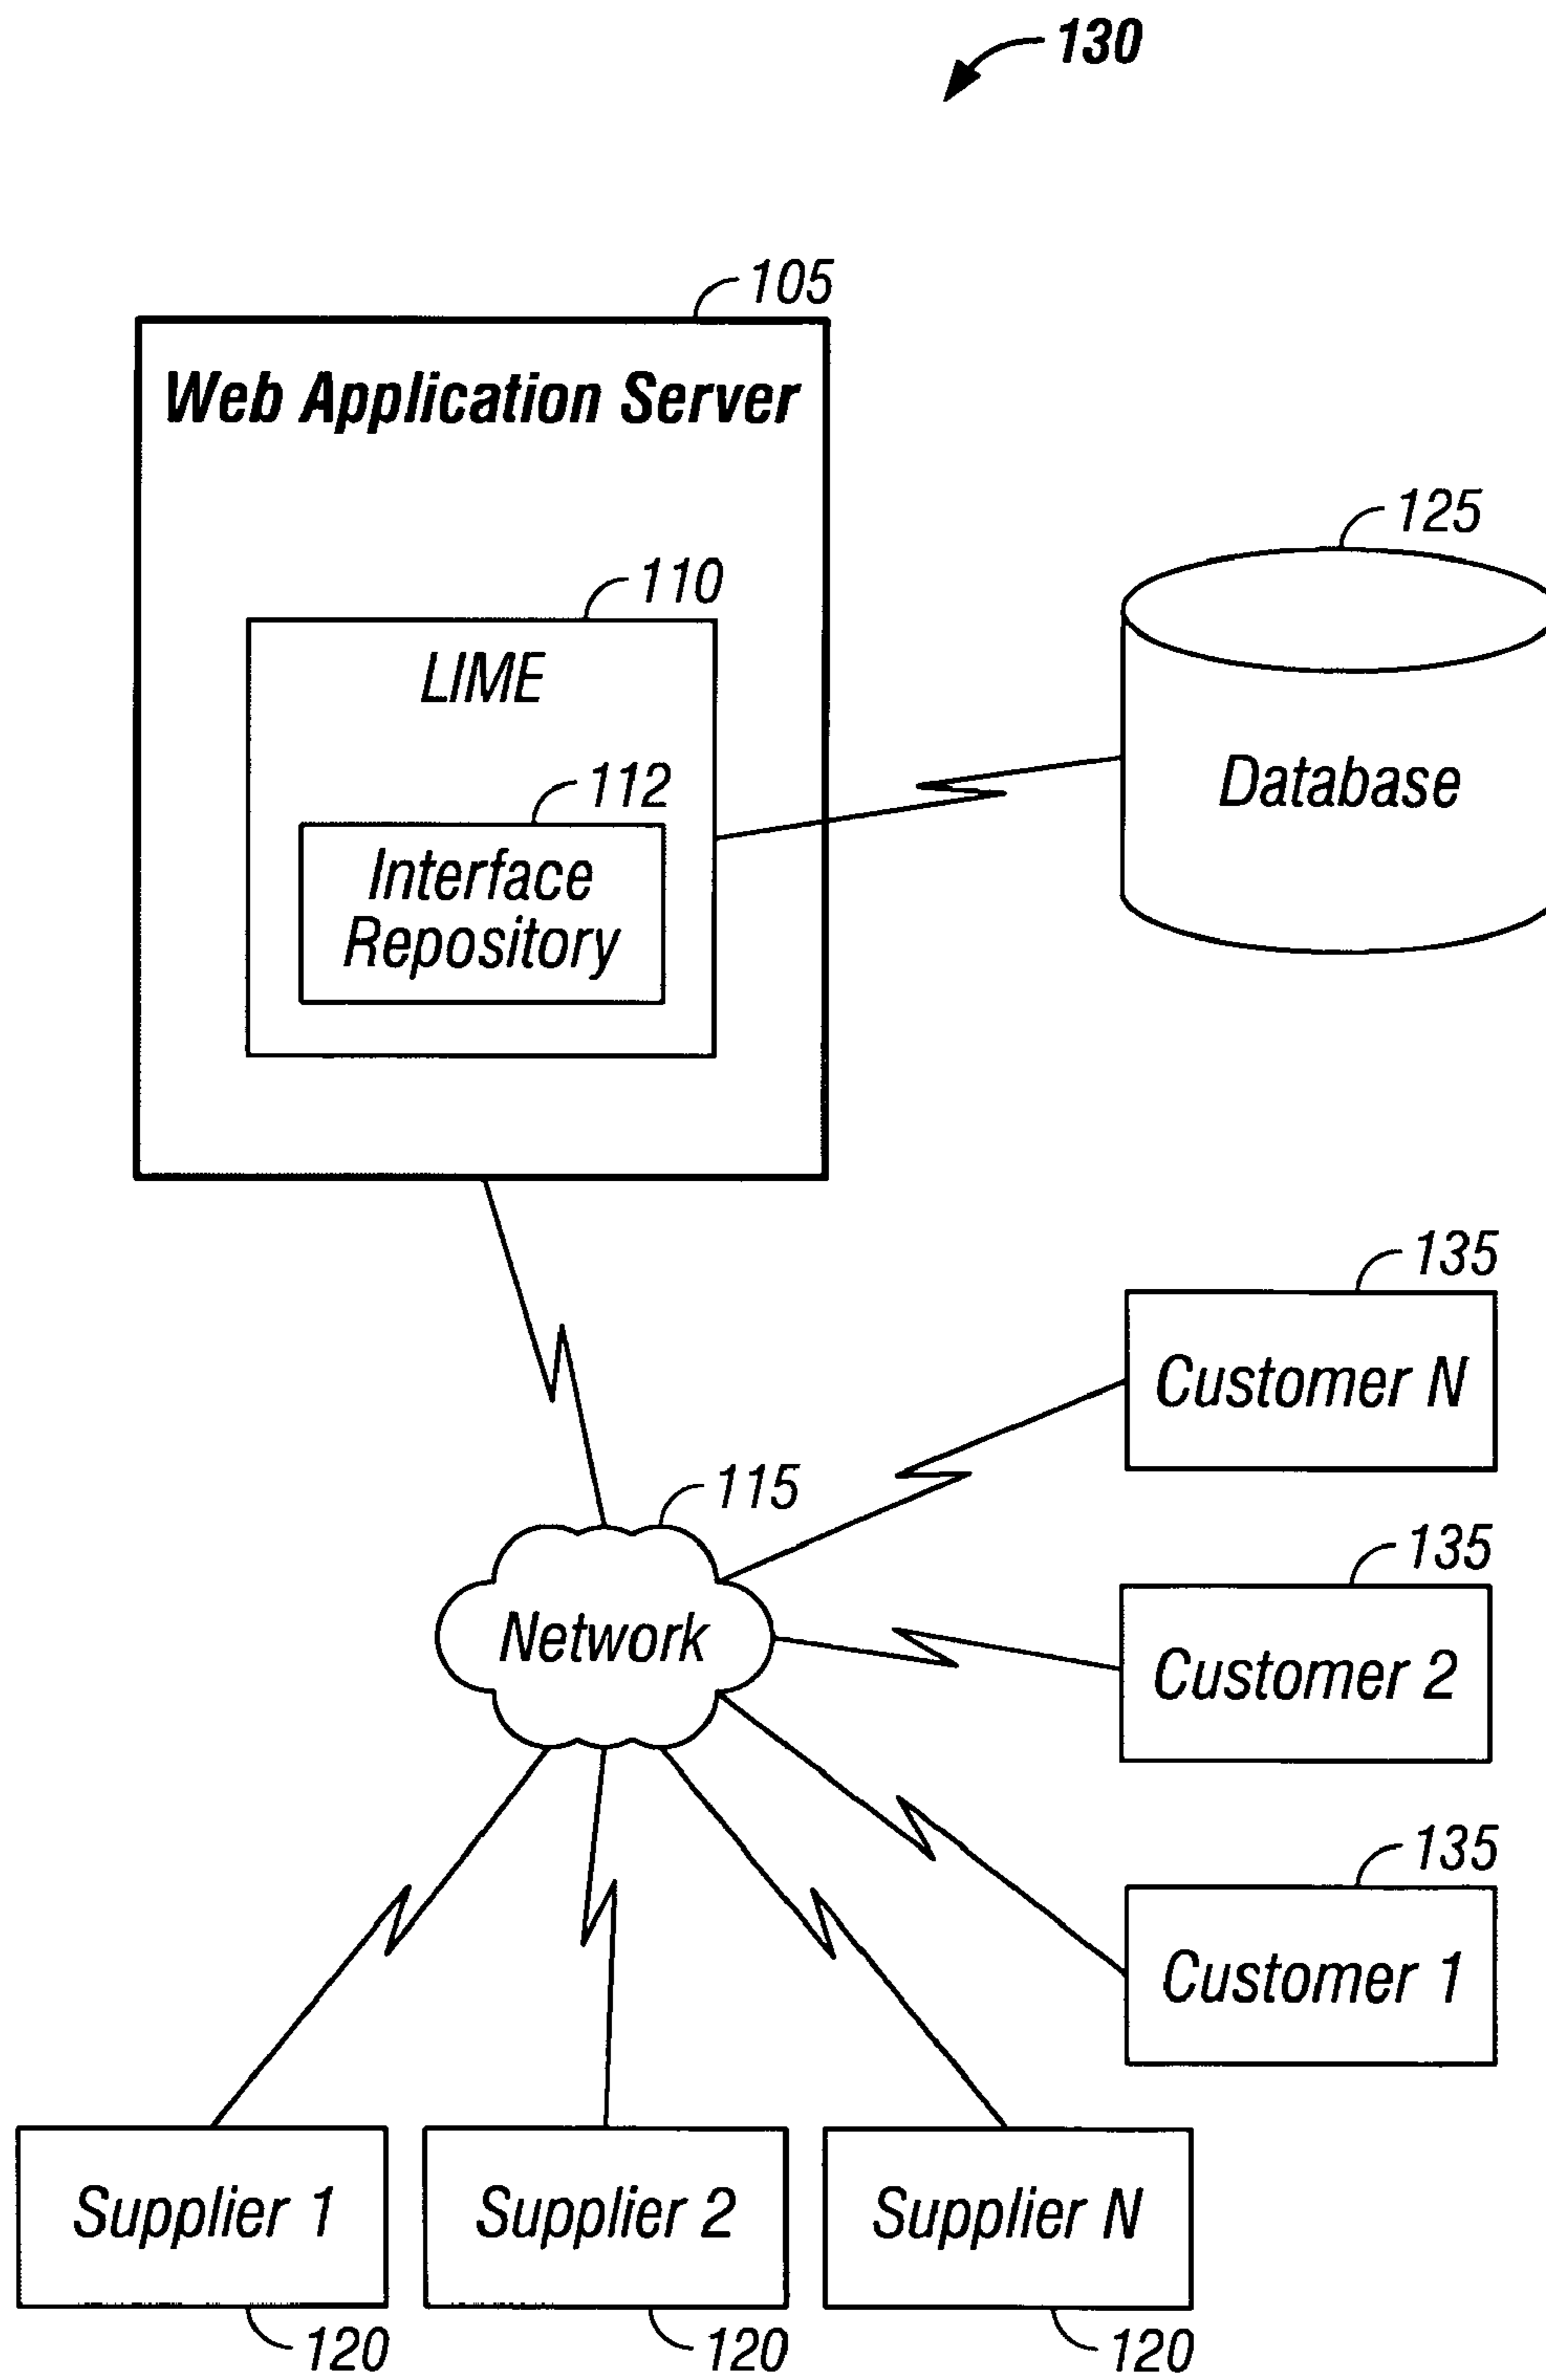 130
105
Web Application Server
125
110
LIME
Database
112
Interface
Repository
135
Customer N
115
135
Network
Customer 2
135
Customer 1
Supplier 1
Supplier 2
Supplier N
120
120
120